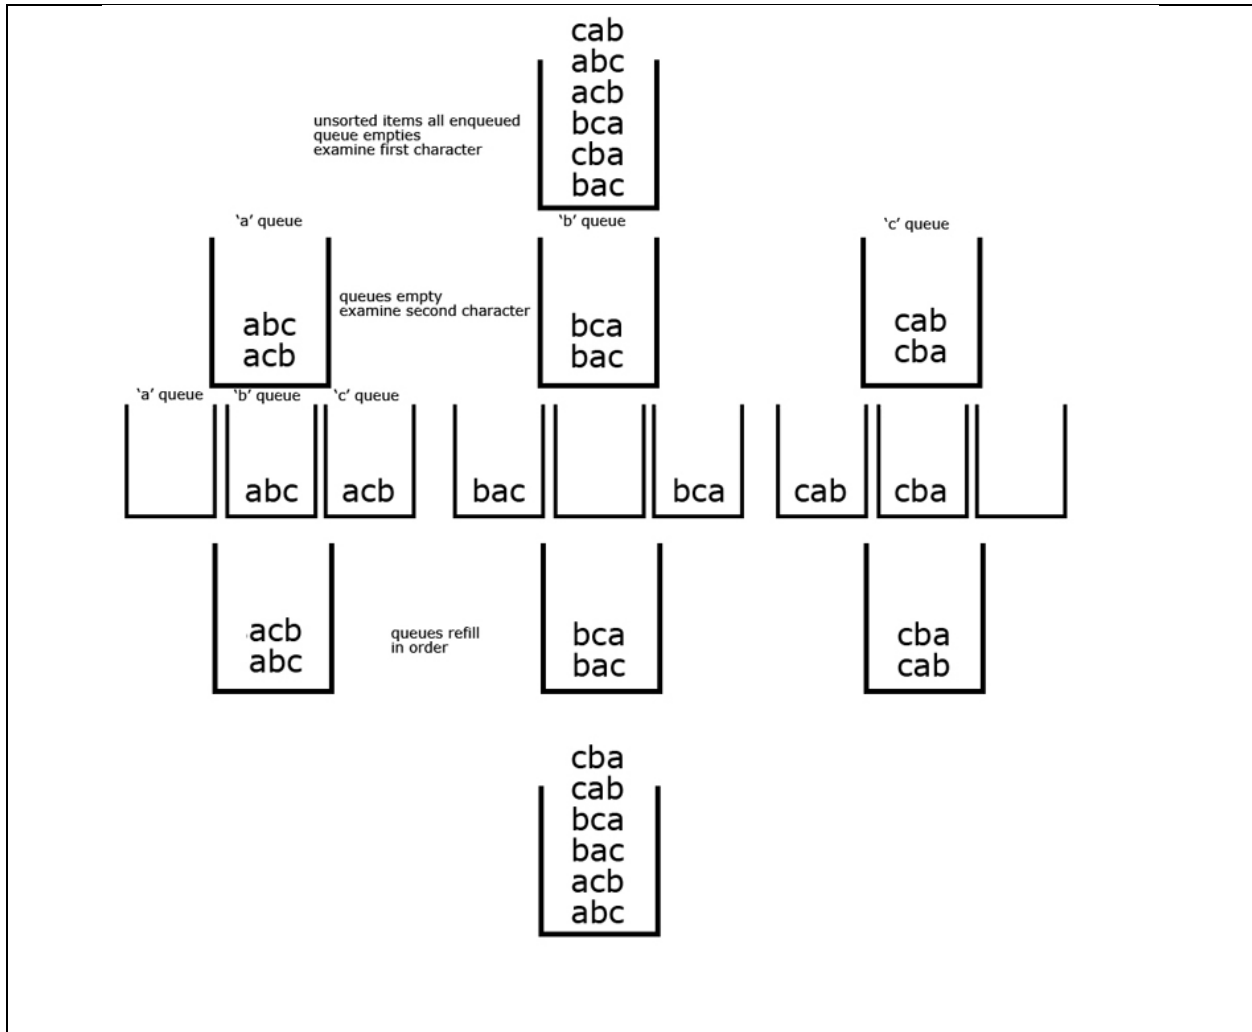 cab
abc
acb
bca
cba
bac
unsorted items all enqueued
queue empties
examine first character
'a' queue
'b' queue
'c' queue
abc
acb
queues empty
examine second character
bca
bac
cab
cba
'a' queue
'b' queue
'c' queue
abc
acb
bac
bca
cab
cba
acb
abc
queues refill
in order
bca
bac
cba
cab
cba
cab
bca
bac
acb
abc